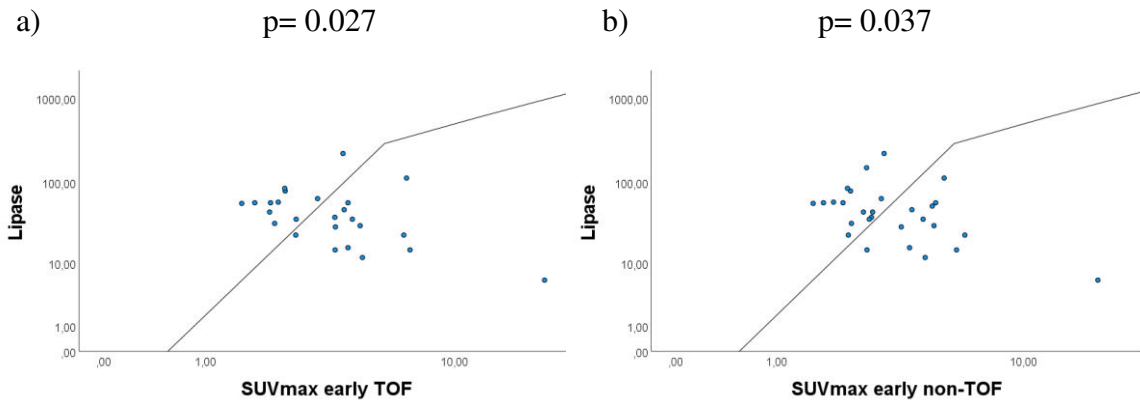 a) p= 0.027
1000,00
100,00
10,00
1,00
,00
Lipase
,00 1,00 10,00
SUVmax early TOF
b) p= 0.037
1000,00
100,00
10,00
1,00
,00
Lipase
,00 1,00 10,00
SUVmax early non-TOF